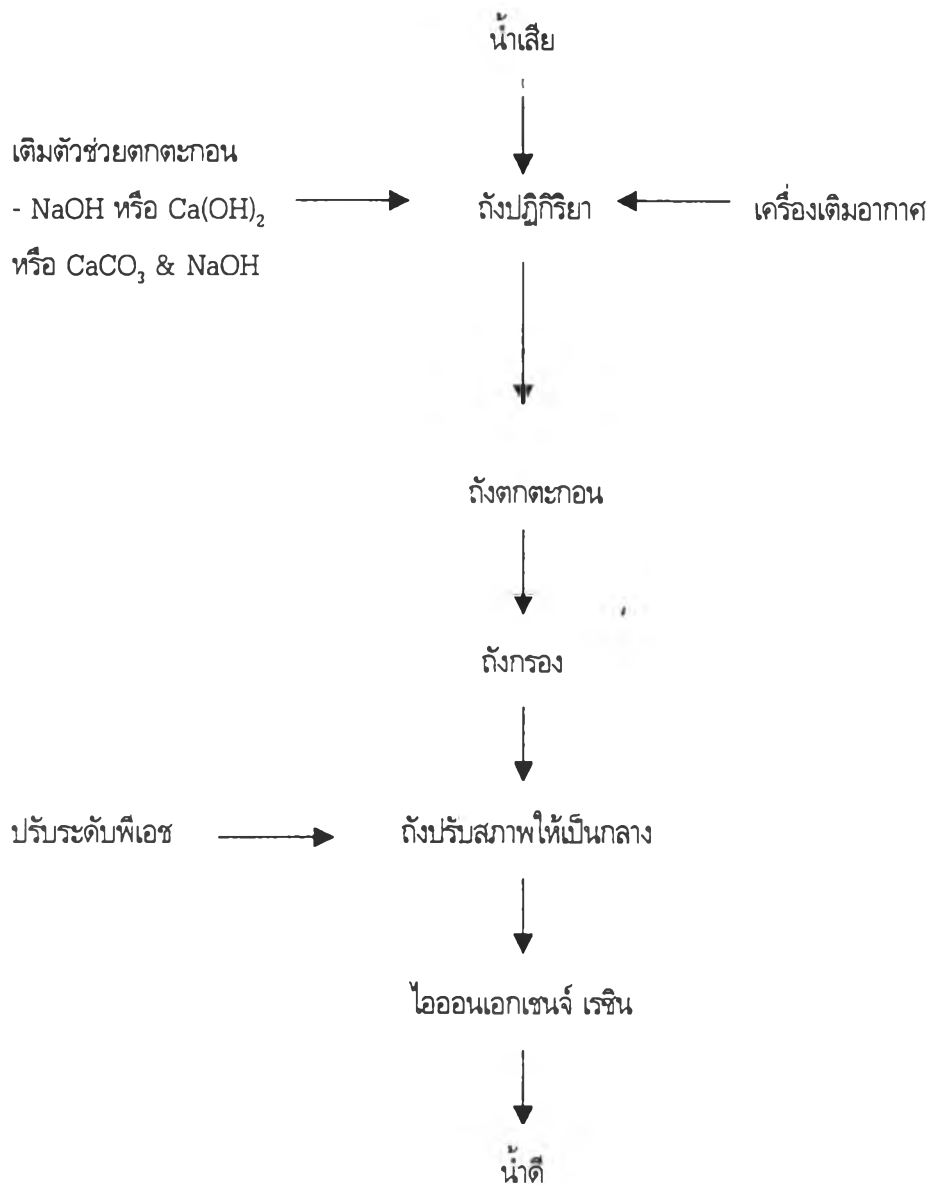 น้ำเสีย
เติมตัวช่วยตกตะกอน
- NaOH หรือ Ca(OH)₂
หรือ CaCO₃ & NaOH
ถังปฏิกิริยา
เครื่องเติมอากาศ
ถังตกตะกอน
ถังกรอง
ปรับระดับพีเอช
ถังปรับสภาพให้เป็นกลาง
ไอออนเอกเชนจ์ เรซิน
น้ำดี